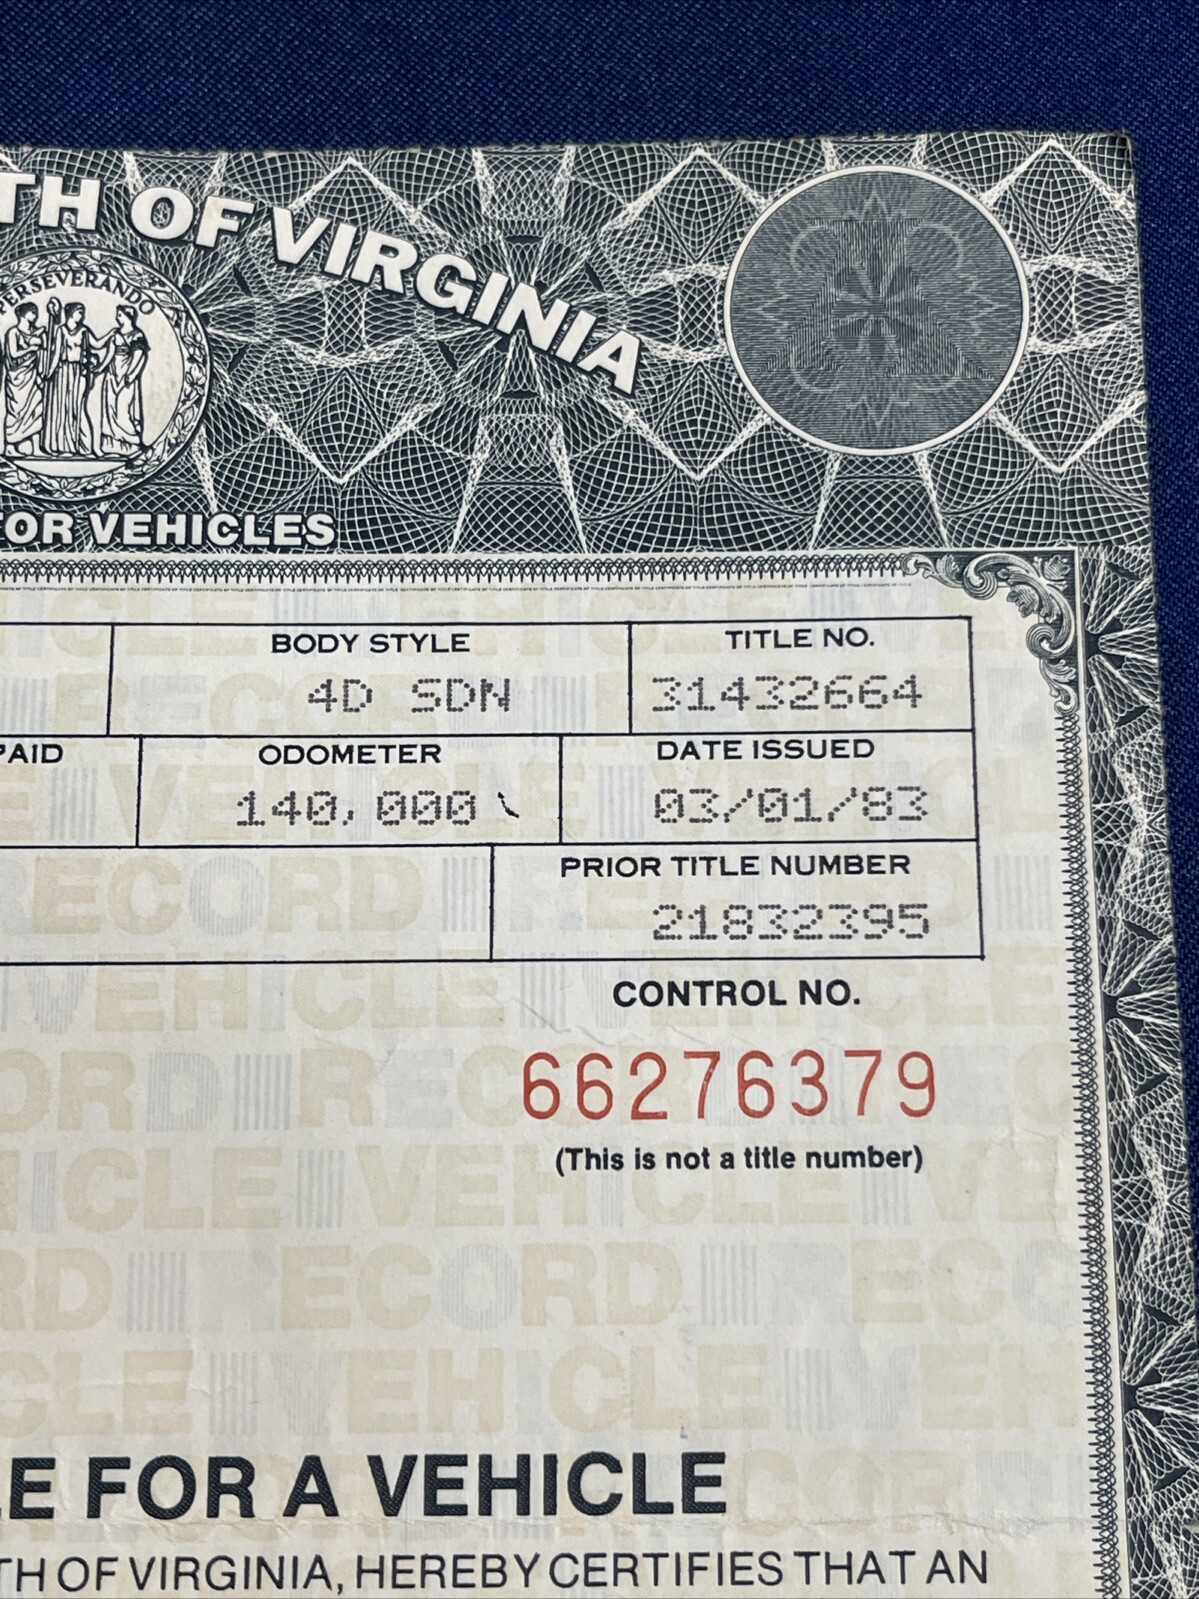 TH OF VIRGINIA
PERSEVERANDO
OR VEHICLES
BODY STYLE
TITLE NO.
4D SDN
31432664
PAID
ODOMETER
DATE ISSUED
140,000
03/01/83
PRIOR TITLE NUMBER
21832395
CONTROL NO.
66276379
(This is not a title number)
E FOR A VEHICLE
TH OF VIRGINIA, HEREBY CERTIFIES THAT AN